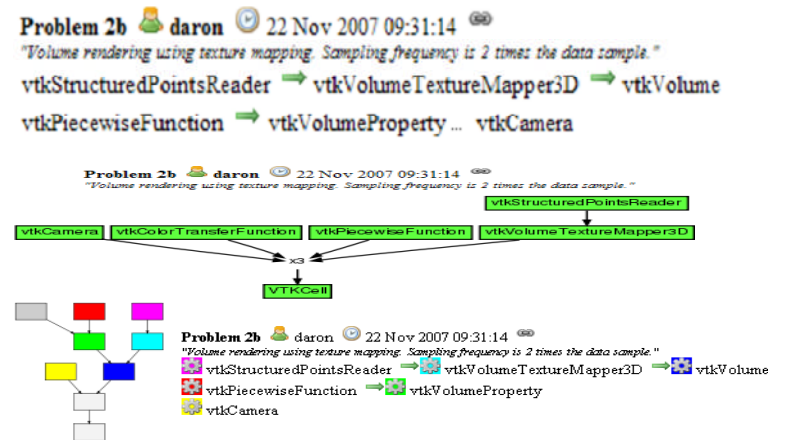 Problem 2b daron 22 Nov 2007 09:31:14
"Volume rendering using texture mapping. Sampling frequency is 2 times the data sample."
vtkStructuredPointsReader vtkVolumeTextureMapper3D vtkVolume
vtkPiecewiseFunction vtkVolumeProperty ... vtkCamera
Problem 2b daron 22 Nov 2007 09:31:14
"Volume rendering using texture mapping. Sampling frequency is 2 times the data sample."
vtkStructuredPointsReader
vtkCamera vtkColorTransferFunction vtkPiecewiseFunction vtkVolumeTextureMapper3D
x3
VTKCell
Problem 2b daron 22 Nov 2007 09:31:14
"Volume rendering using texture mapping. Sampling frequency is 2 times the data sample."
vtkStructuredPointsReader vtkVolumeTextureMapper3D vtkVolume
vtkPiecewiseFunction vtkVolumeProperty
vtkCamera